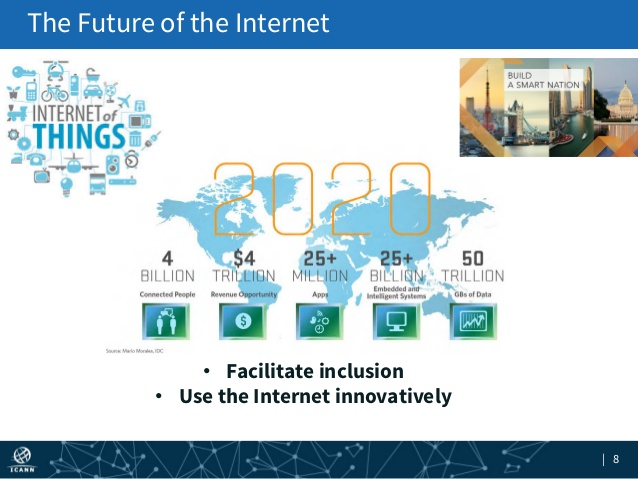 The Future of the Internet
INTERNET of
THINGS
BUILD
A SMART NATION
2020
4
BILLION
Connected People
$4
TRILLION
Revenue Opportunity
25+
MILLION
Apps
25+
BILLION
Embedded and
Intelligent Systems
50
TRILLION
GBs of Data
Source: Mario Morales, IDC
• Facilitate inclusion
• Use the Internet innovatively
ICANN
| 8